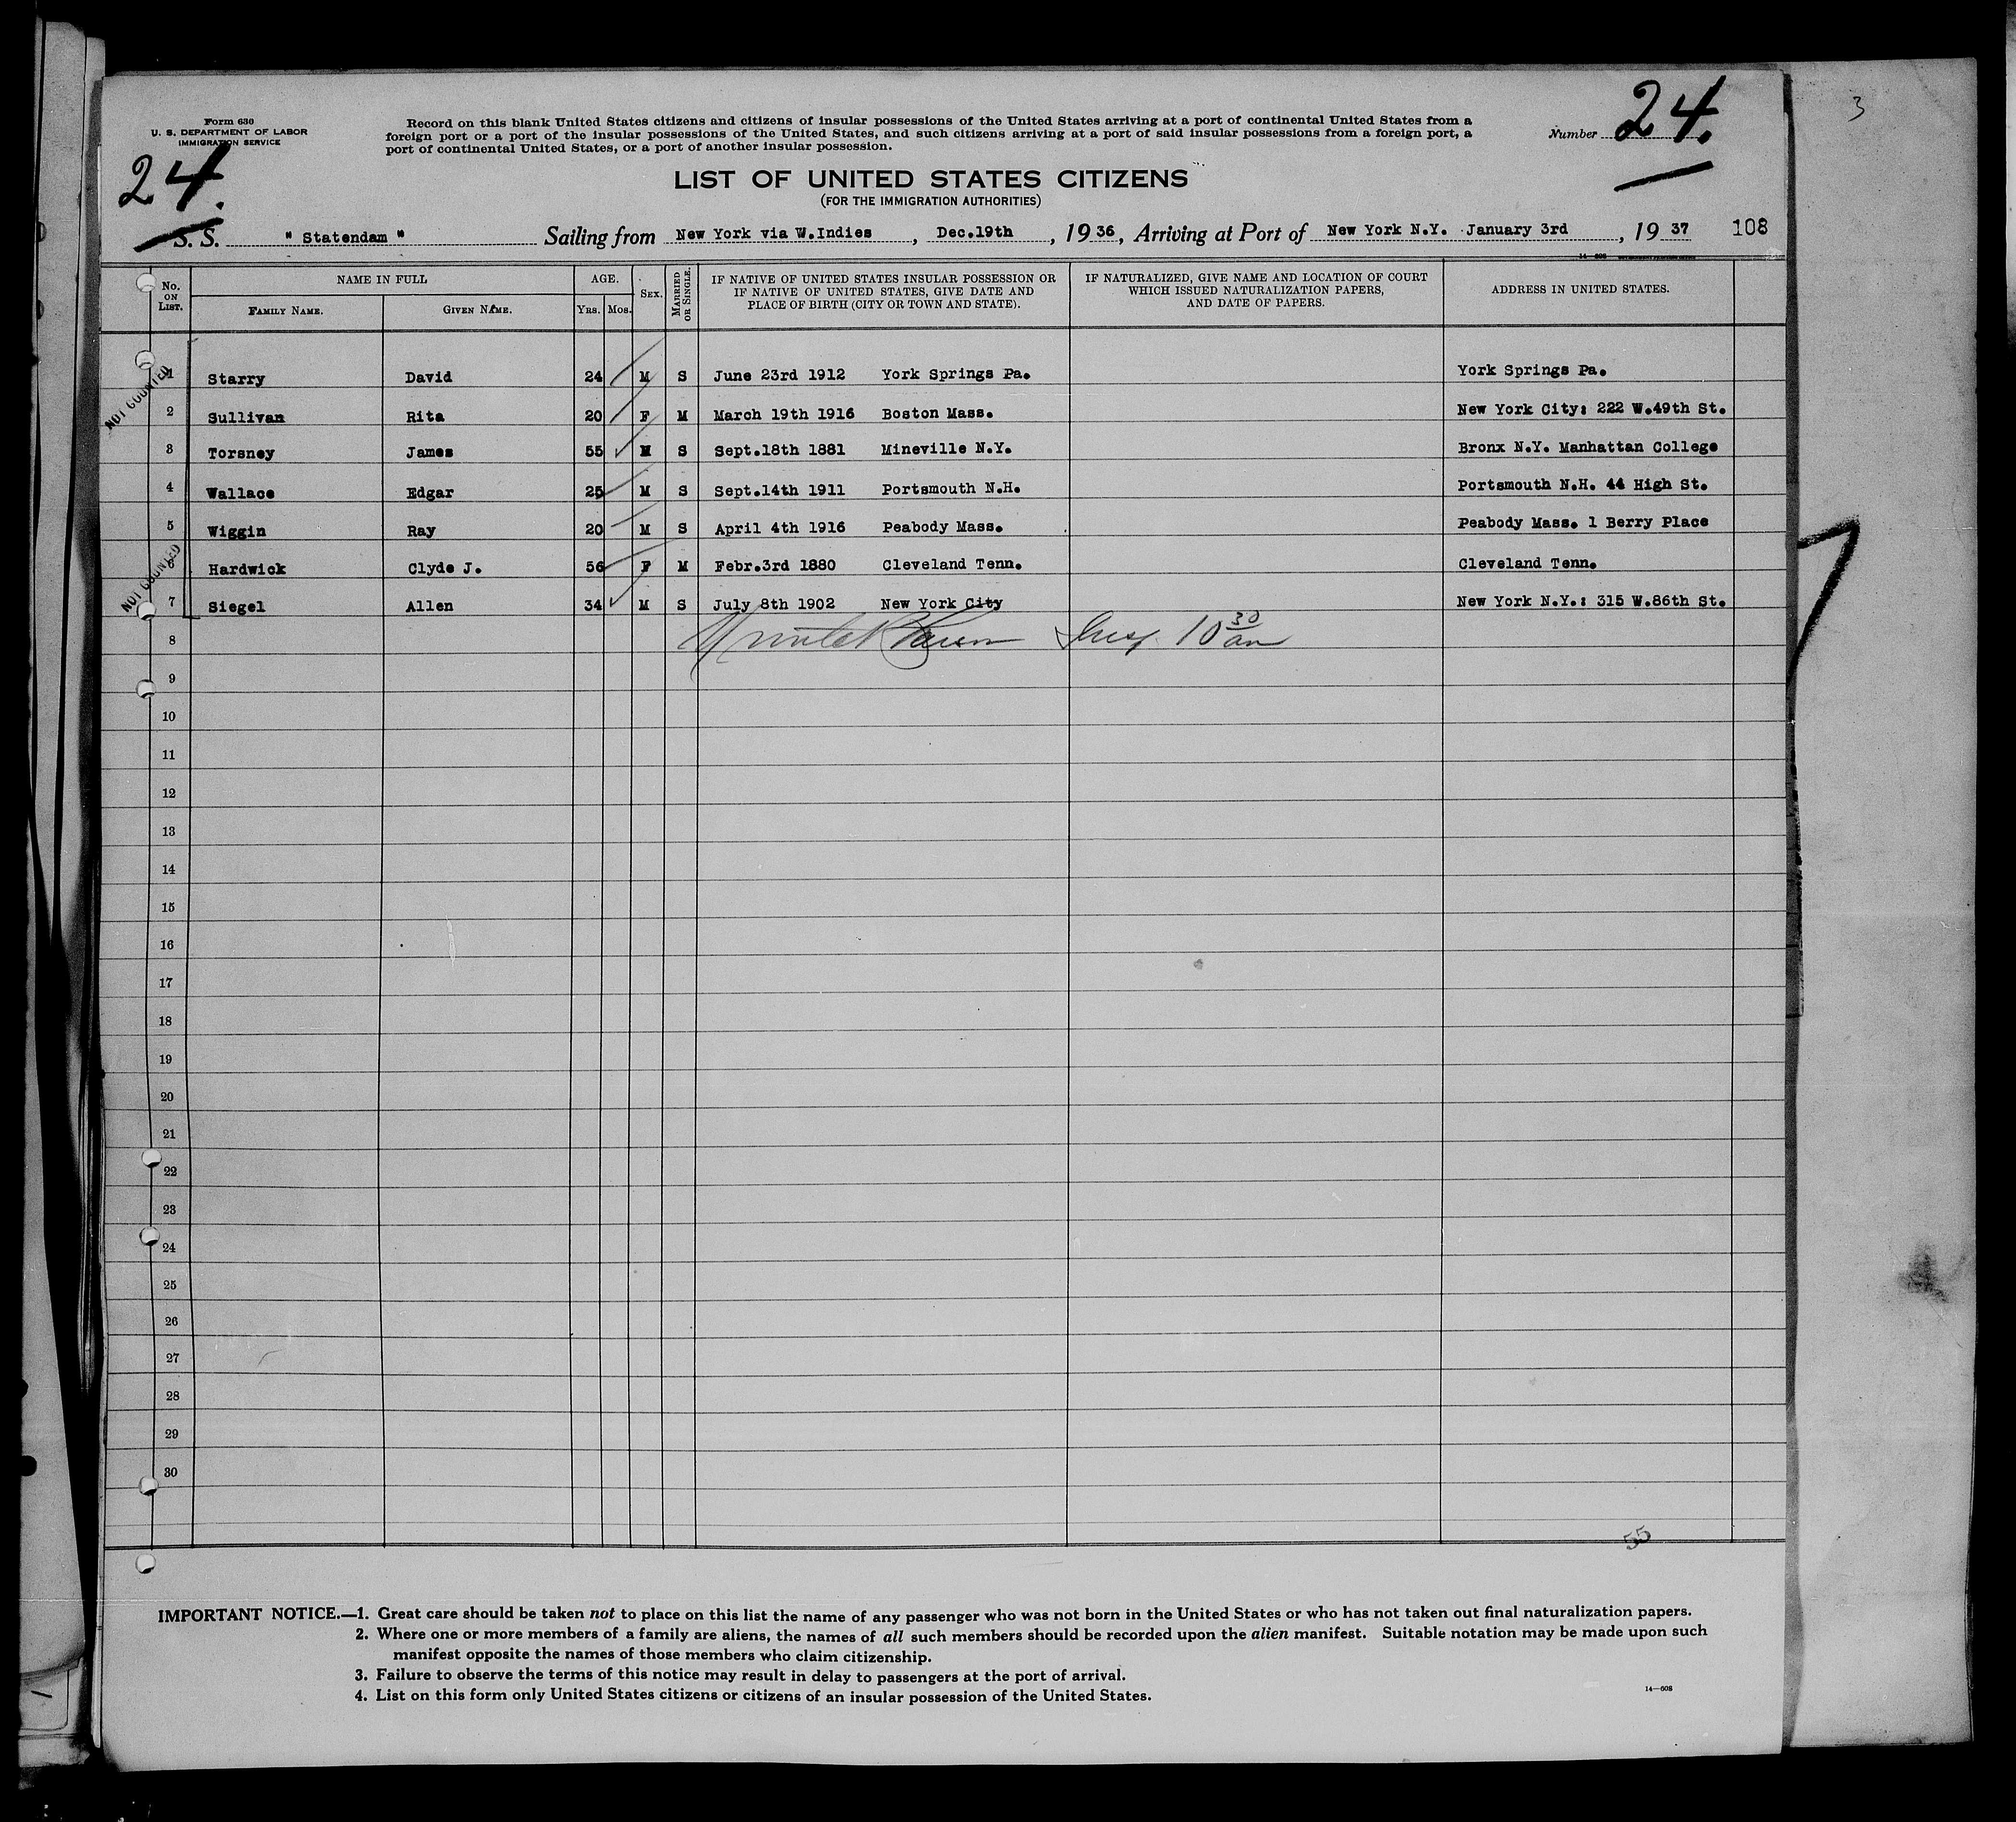 3
Form 630
U. S. DEPARTMENT OF LABOR
IMMIGRATION SERVICE
Record on this blank United States citizens and citizens of insular possessions of the United States arriving at a port of continental United States from a
foreign port or a port of the insular possessions of the United States, and such citizens arriving at a port of said insular possessions from a foreign port, a
port of continental United States, or a port of another insular possession.
Number 24.
24.
LIST OF UNITED STATES CITIZENS
(FOR THE IMMIGRATION AUTHORITIES)
S. S. " Statendam " Sailing from New York via W.Indies , Dec.19th , 1936, Arriving at Port of New York N.Y. January 3rd , 1937 108
14—608
No. ON LIST. NAME IN FULL AGE. SEX. MARRIED OR SINGLE. IF NATIVE OF UNITED STATES INSULAR POSSESSION OR IF NATIVE OF UNITED STATES, GIVE DATE AND PLACE OF BIRTH (CITY OR TOWN AND STATE). IF NATURALIZED, GIVE NAME AND LOCATION OF COURT WHICH ISSUED NATURALIZATION PAPERS, AND DATE OF PAPERS. ADDRESS IN UNITED STATES.
FAMILY NAME. GIVEN NAME. YRS. MOS.
NOT COUNTED
1 Starry David 24 M S June 23rd 1912 York Springs Pa. York Springs Pa.
2 Sullivan Rita 20 F M March 19th 1916 Boston Mass. New York City: 222 W.49th St.
3 Torsney James 55 M S Sept.18th 1881 Mineville N.Y. Bronx N.Y. Manhattan College
4 Wallace Edgar 25 M S Sept.14th 1911 Portsmouth N.H. Portsmouth N.H. 44 High St.
5 Wiggin Ray 20 M S April 4th 1916 Peabody Mass. Peabody Mass. 1 Berry Place
NOT COUNTED
6 Hardwick Clyde J. 56 F M Febr.3rd 1880 Cleveland Tenn. Cleveland Tenn.
7 Siegel Allen 34 M S July 8th 1902 New York City New York N.Y.: 315 W.86th St.
8 Insp. 10 30 am
9
10
11
12
13
14
15
16
17
18
19
20
21
22
23
24
25
26
27
28
29
30
55
IMPORTANT NOTICE.—1. Great care should be taken not to place on this list the name of any passenger who was not born in the United States or who has not taken out final naturalization papers.
2. Where one or more members of a family are aliens, the names of all such members should be recorded upon the alien manifest. Suitable notation may be made upon such
manifest opposite the names of those members who claim citizenship.
3. Failure to observe the terms of this notice may result in delay to passengers at the port of arrival.
4. List on this form only United States citizens or citizens of an insular possession of the United States.
14—608